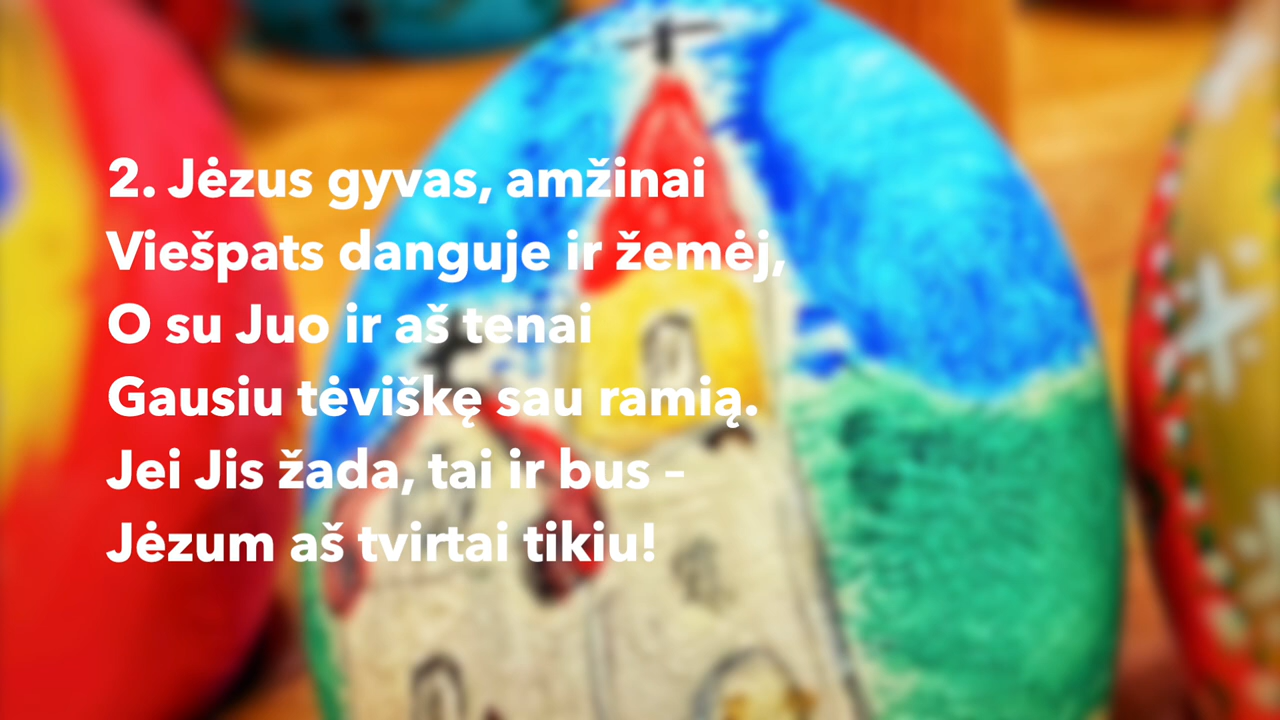 2. Jėzus gyvas, amžinai
Viešpats danguje ir žemėj,
O su Juo ir aš tenai
Gausiu tėviškę sau ramią.
Jei Jis žada, tai ir bus –
Jėzum aš tvirtai tikiu!